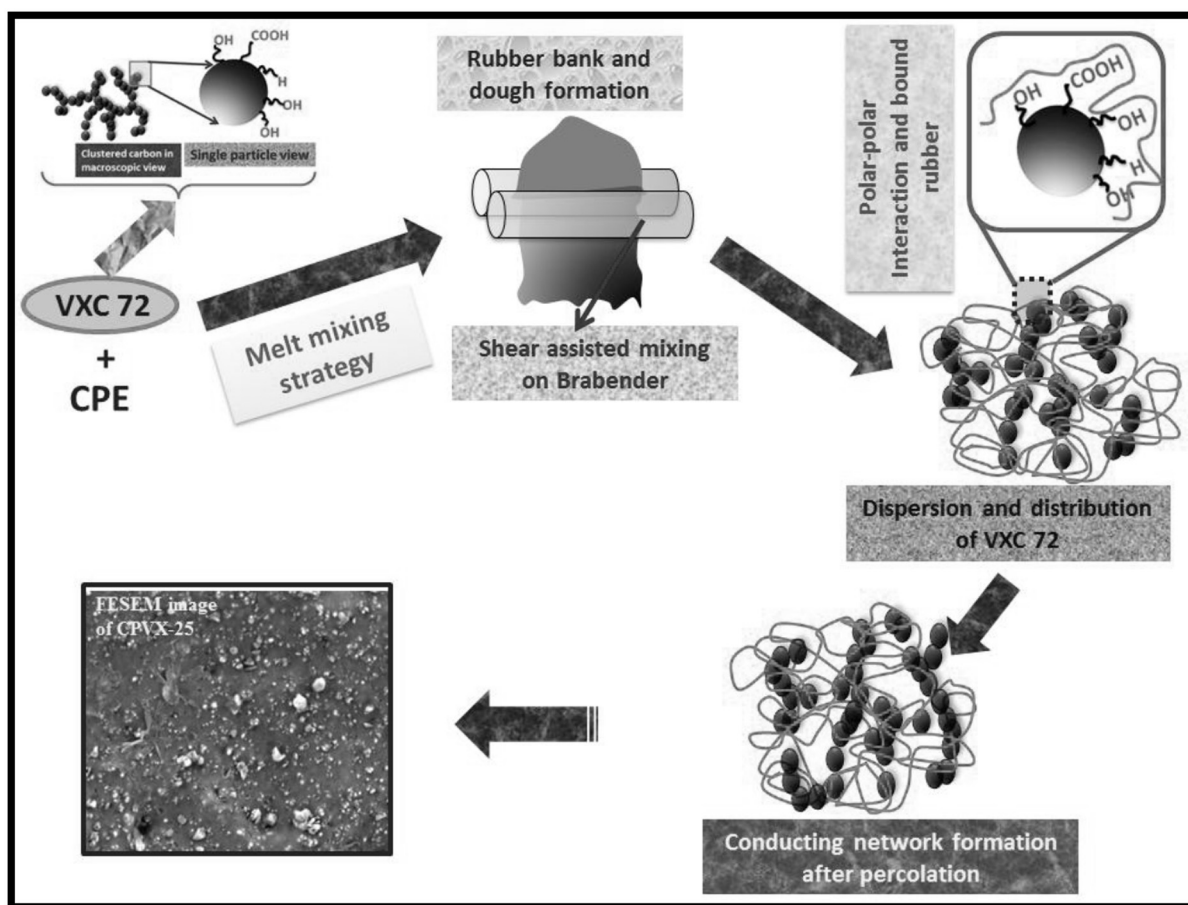 OH
COOH
H
OH
OH
Clustered carbon in
macroscopic view
Single particle view
VXC 72
+
CPE
Melt mixing
strategy
Rubber bank and
dough formation
Shear assisted mixing
on Brabender
Polar-polar
Interaction and bound
rubber
OH
COOH
OH
H
OH
Dispersion and distribution
of VXC 72
Conducting network formation
after percolation
FESEM image
of CPVX-25